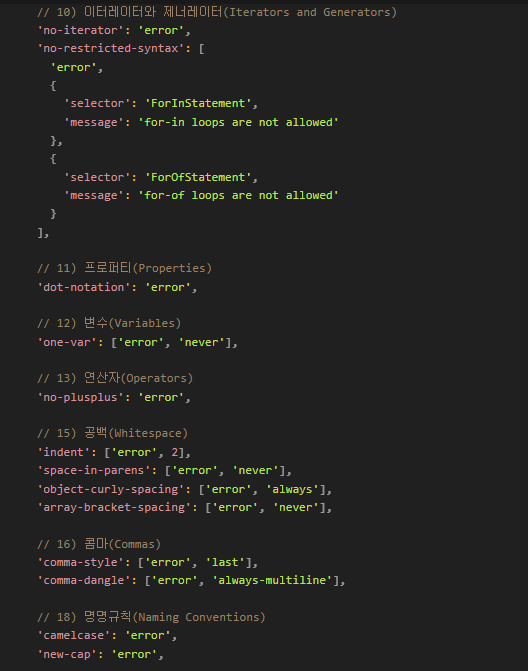 // 10) 이터레이터와 제너레이터(Iterators and Generators)
'no-iterator': 'error',
'no-restricted-syntax': [
'error',
{
'selector': 'ForInStatement',
'message': 'for-in loops are not allowed'
},
{
'selector': 'ForOfStatement',
'message': 'for-of loops are not allowed'
}
],
// 11) 프로퍼티(Properties)
'dot-notation': 'error',
// 12) 변수(Variables)
'one-var': ['error', 'never'],
// 13) 연산자(Operators)
'no-plusplus': 'error',
// 15) 공백(Whitespace)
'indent': ['error', 2],
'space-in-parens': ['error', 'never'],
'object-curly-spacing': ['error', 'always'],
'array-bracket-spacing': ['error', 'never'],
// 16) 콤마(Commas)
'comma-style': ['error', 'last'],
'comma-dangle': ['error', 'always-multiline'],
// 18) 명명규칙(Naming Conventions)
'camelcase': 'error',
'new-cap': 'error',